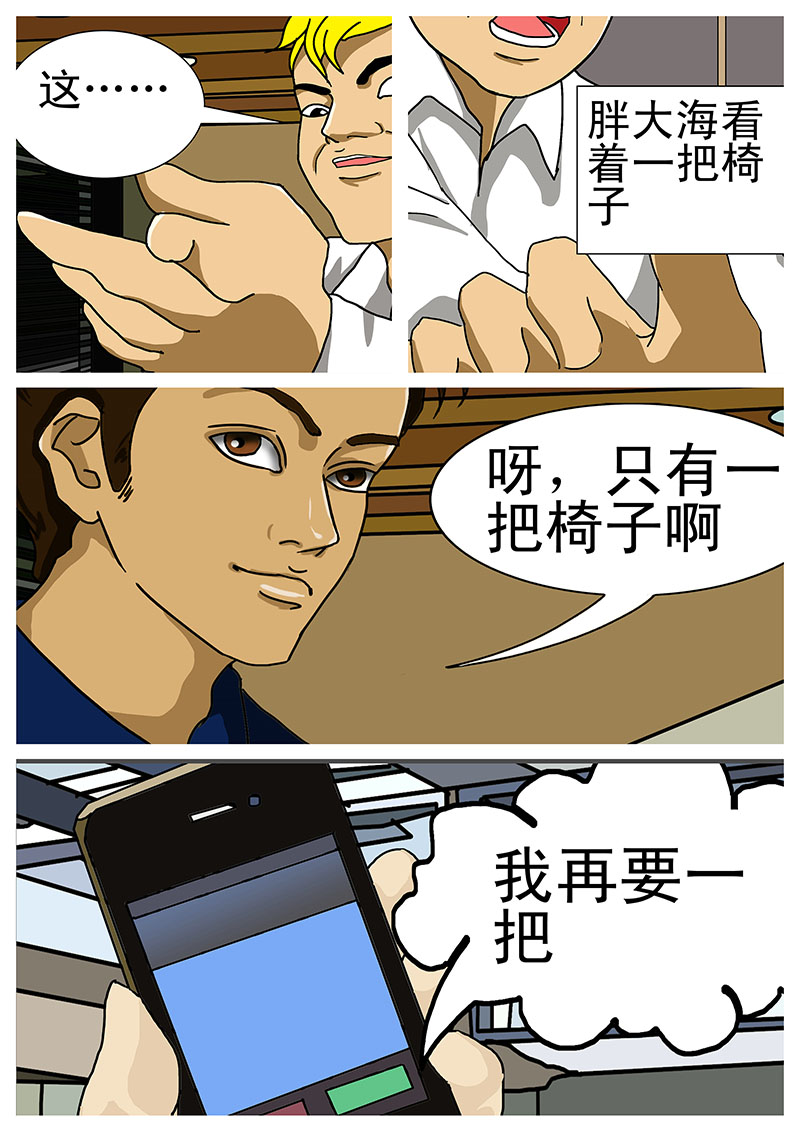 这……
胖大海看
着一把椅
子
呀，只有一
把椅子啊
我再要一
把